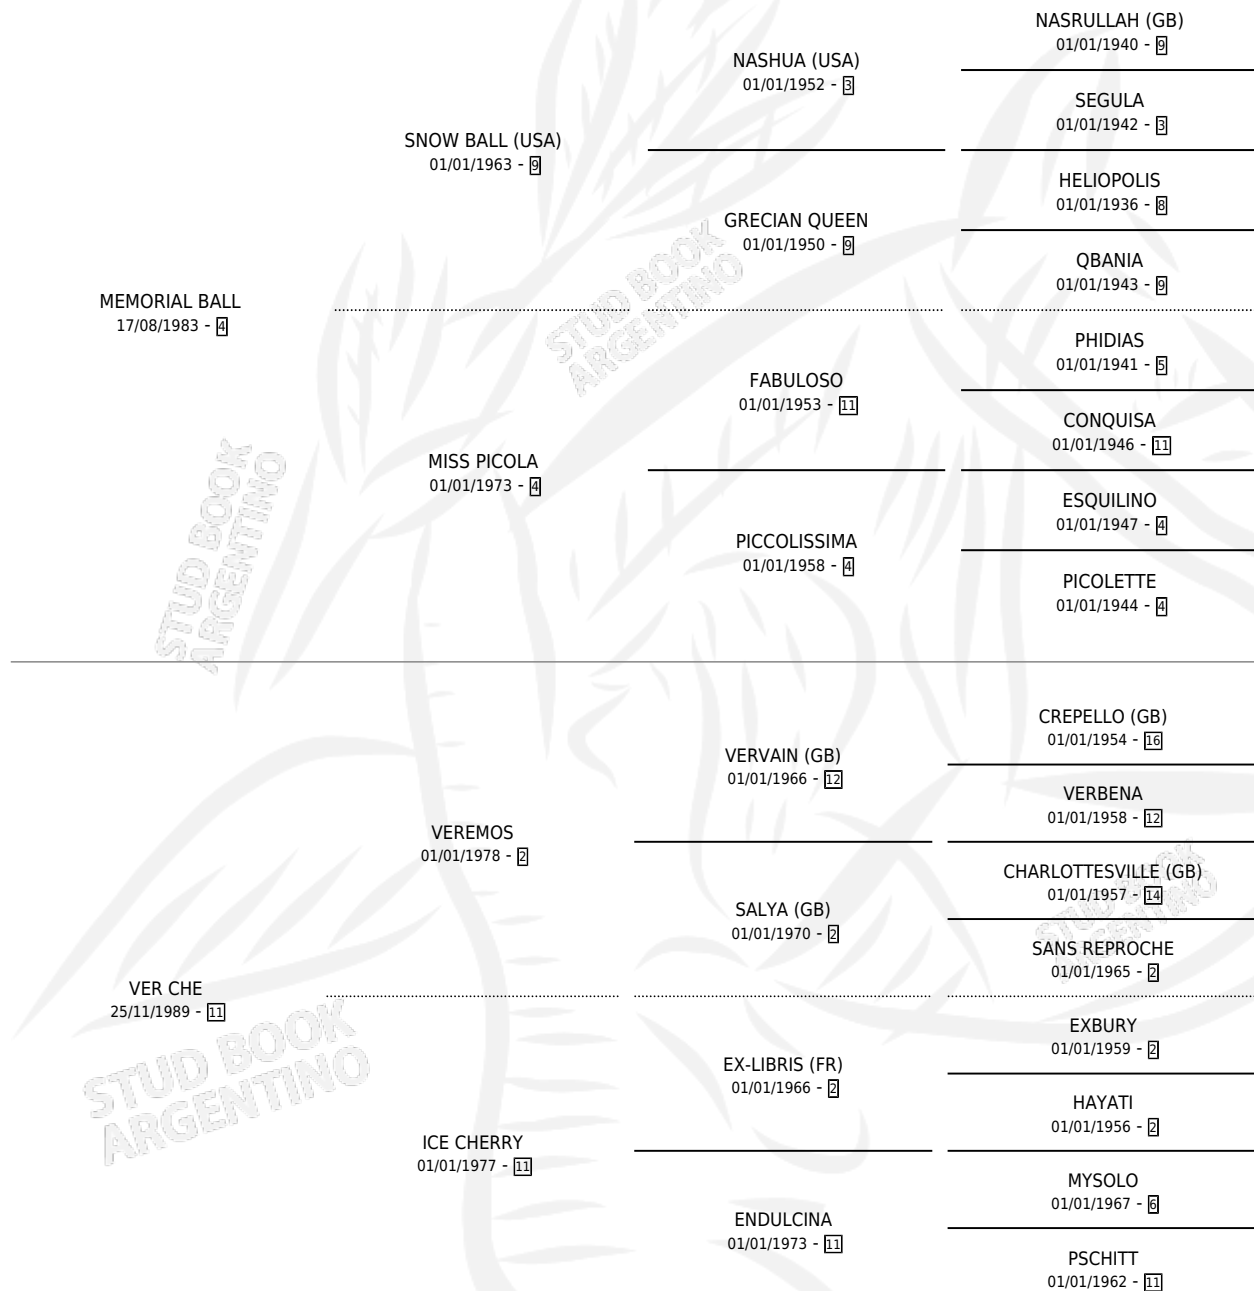 NASRULLAH (GB)
01/01/1940 - 9
NASHUA (USA)
01/01/1952 - 3
SEGULA
01/01/1942 - 3
SNOW BALL (USA)
01/01/1963 - 9
HELIOPOLIS
01/01/1936 - 8
GRECIAN QUEEN
01/01/1950 - 9
QBANIA
01/01/1943 - 9
MEMORIAL BALL
17/08/1983 - 4
PHIDIAS
01/01/1941 - 5
FABULOSO
01/01/1953 - 11
CONQUISA
01/01/1946 - 11
MISS PICOLA
01/01/1973 - 4
ESQUILINO
01/01/1947 - 4
PICCOLISSIMA
01/01/1958 - 4
PICOLETTE
01/01/1944 - 4
CREPELLO (GB)
01/01/1954 - 16
VERVAIN (GB)
01/01/1966 - 12
VERBENA
01/01/1958 - 12
VEREMOS
01/01/1978 - 2
CHARLOTTESVILLE (GB)
01/01/1957 - 14
SALYA (GB)
01/01/1970 - 2
SANS REPROCHE
01/01/1965 - 2
VER CHE
25/11/1989 - 11
EXBURY
01/01/1959 - 2
EX-LIBRIS (FR)
01/01/1966 - 2
HAYATI
01/01/1956 - 2
ICE CHERRY
01/01/1977 - 11
MYSOLO
01/01/1967 - 6
ENDULCINA
01/01/1973 - 11
PSCHITT
01/01/1962 - 11
STUD BOOK
ARGENTINO
STUD BOOK
ARGENTINO
STUD BOOK
ARGENTINO
STUD BOOK
ARGENTINO